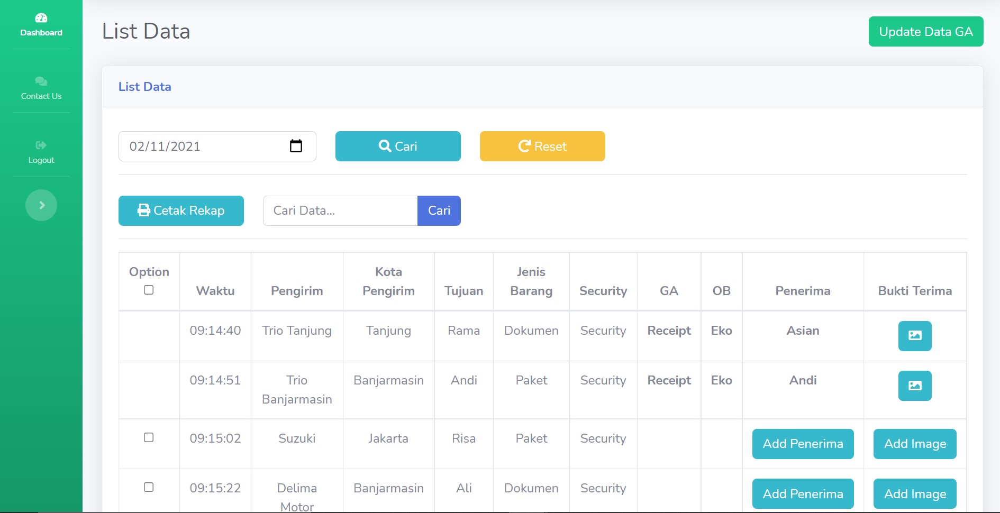 Dashboard
Contact Us
Logout
List Data
Update Data GA
List Data
02/11/2021
Cari
Reset
Cetak Rekap
Cari Data...
Cari
Option
Waktu
Pengirim
Kota
Pengirim
Tujuan
Jenis
Barang
Security
GA
OB
Penerima
Bukti Terima
09:14:40
Trio Tanjung
Tanjung
Rama
Dokumen
Security
Receipt
Eko
Asian
09:14:51
Trio
Banjarmasin
Banjarmasin
Andi
Paket
Security
Receipt
Eko
Andi
09:15:02
Suzuki
Jakarta
Risa
Paket
Security
Add Penerima
Add Image
09:15:22
Delima
Motor
Banjarmasin
Ali
Dokumen
Security
Add Penerima
Add Image